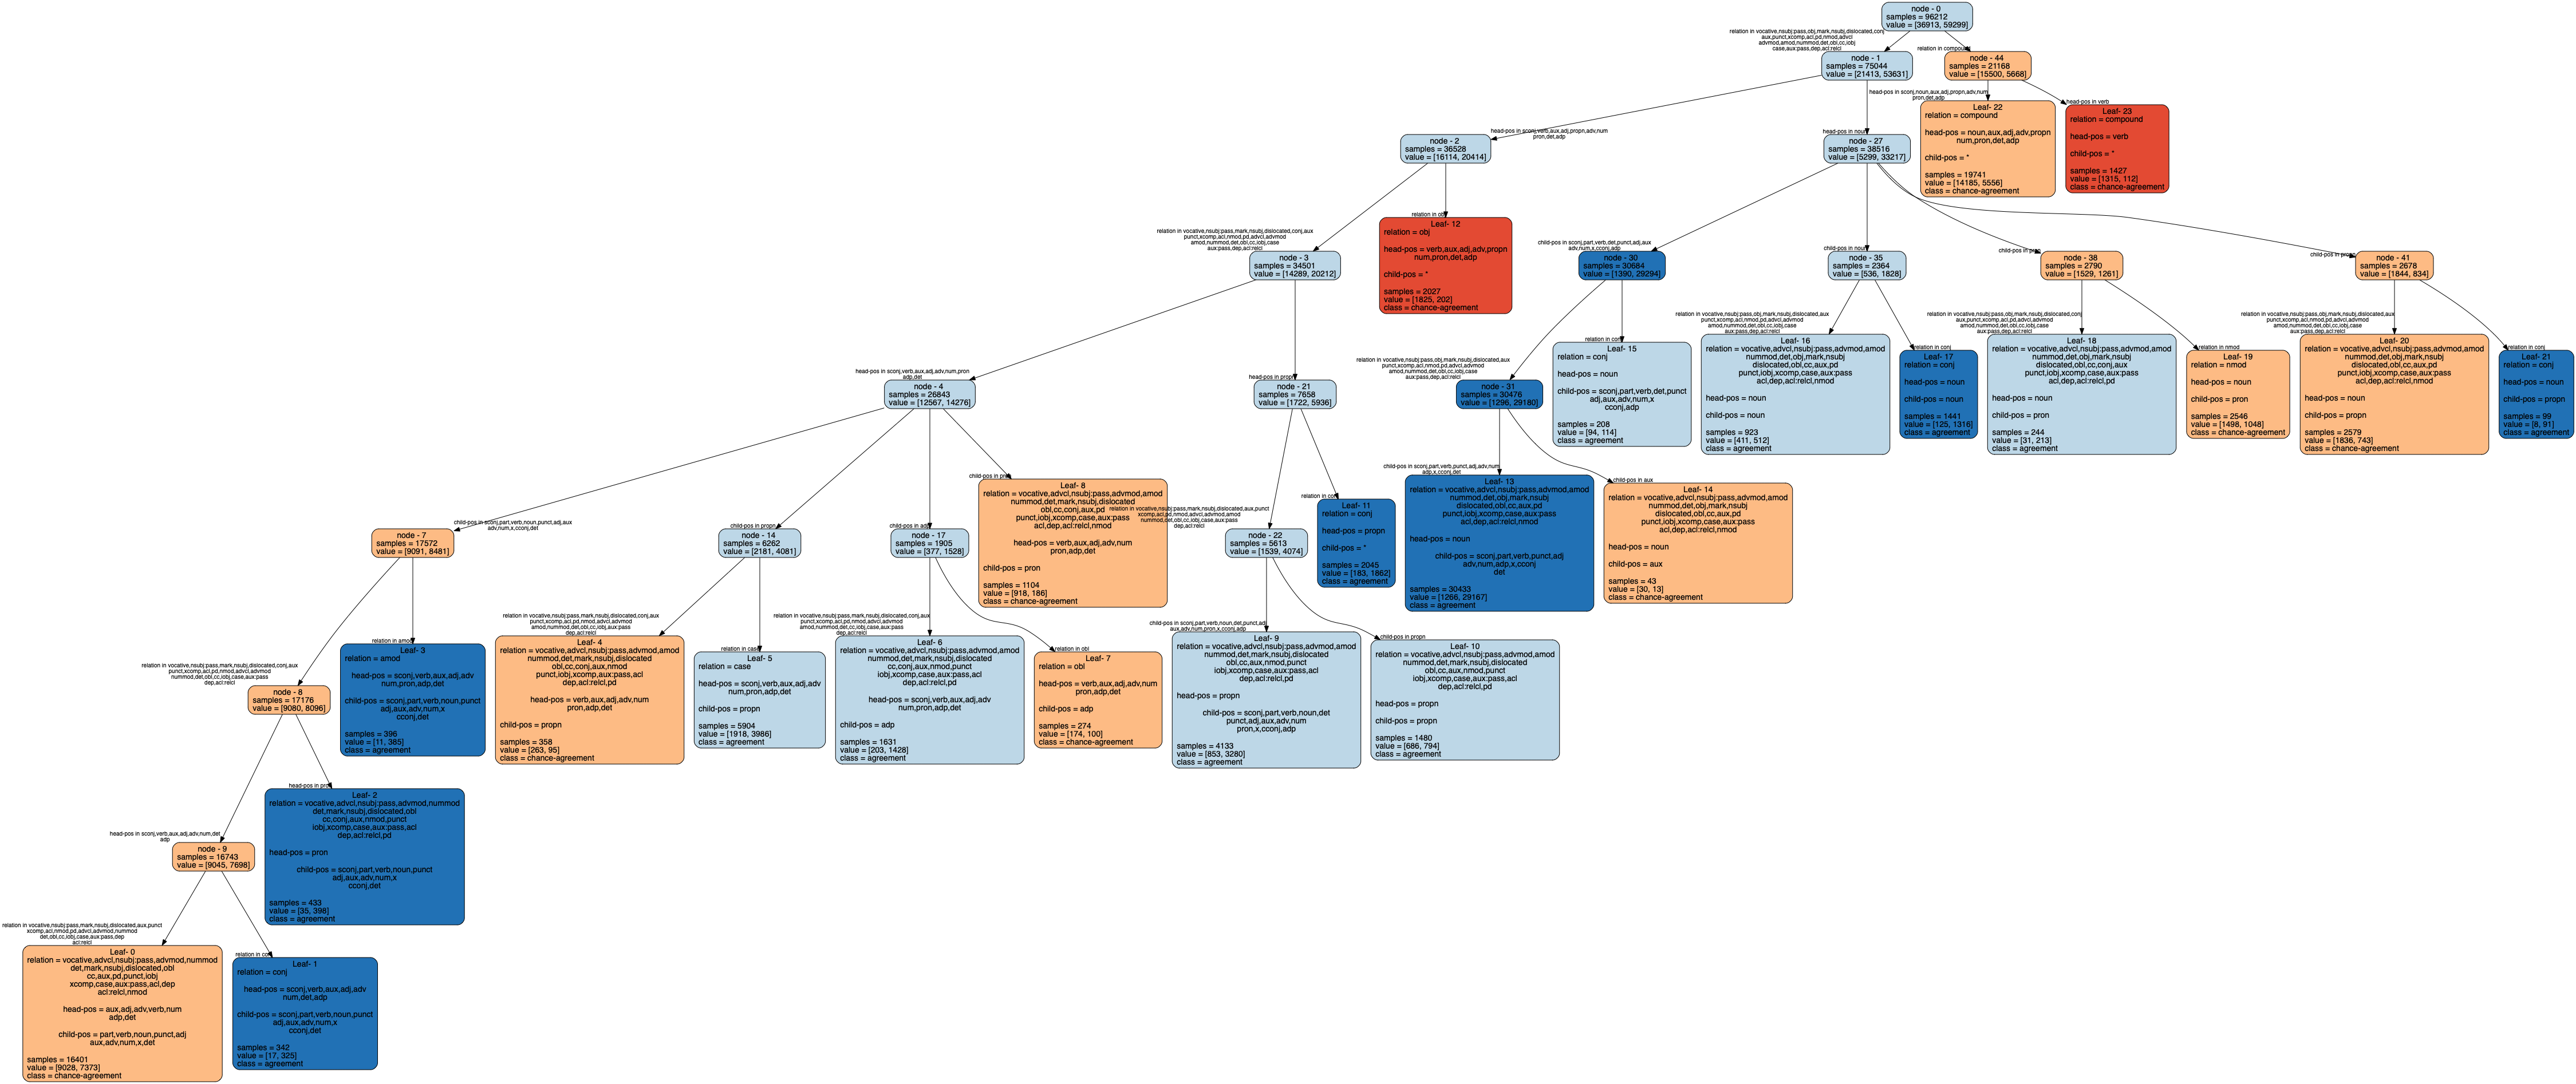 node - 0
samples = 96212
value = [36913, 59299]
relation in vocative,nsubj:pass,obj,mark,nsubj,dislocated,conj
aux,punct,xcomp,acl,pd,nmod,advcl
advmod,amod,nummod,det,obl,cc,iobj
case,aux:pass,dep,acl:relcl
node - 1
samples = 75044
value = [21413, 53631]
relation in compound
node - 44
samples = 21168
value = [15500, 5668]
head-pos in sconj,noun,aux,adj,propn,adv,num
pron,det,adp
Leaf- 22
relation = compound
head-pos = noun,aux,adj,adv,propn
num,pron,det,adp
child-pos = *
samples = 19741
value = [14185, 5556]
class = chance-agreement
head-pos in verb
Leaf- 23
relation = compound
head-pos = verb
child-pos = *
samples = 1427
value = [1315, 112]
class = chance-agreement
head-pos in sconj,verb,aux,adj,propn,adv,num
pron,det,adp
node - 2
samples = 36528
value = [16114, 20414]
head-pos in noun
node - 27
samples = 38516
value = [5299, 33217]
relation in vocative,nsubj:pass,mark,nsubj,dislocated,conj,aux
punct,xcomp,acl,nmod,pd,advcl,advmod
amod,nummod,det,obl,cc,iobj,case
aux:pass,dep,acl:relcl
node - 3
samples = 34501
value = [14289, 20212]
relation in obj
Leaf- 12
relation = obj
head-pos = verb,aux,adj,adv,propn
num,pron,det,adp
child-pos = *
samples = 2027
value = [1825, 202]
class = chance-agreement
child-pos in sconj,part,verb,det,punct,adj,aux
adv,num,x,cconj,adp
node - 30
samples = 30684
value = [1390, 29294]
child-pos in noun
node - 35
samples = 2364
value = [536, 1828]
child-pos in pron
node - 38
samples = 2790
value = [1529, 1261]
child-pos in propn
node - 41
samples = 2678
value = [1844, 834]
head-pos in sconj,verb,aux,adj,adv,num,pron
adp,det
node - 4
samples = 26843
value = [12567, 14276]
head-pos in propn
node - 21
samples = 7658
value = [1722, 5936]
relation in vocative,nsubj:pass,obj,mark,nsubj,dislocated,aux
punct,xcomp,acl,nmod,pd,advcl,advmod
amod,nummod,det,obl,cc,iobj,case
aux:pass,dep,acl:relcl
node - 31
samples = 30476
value = [1296, 29180]
relation in conj
Leaf- 15
relation = conj
head-pos = noun
child-pos = sconj,part,verb,det,punct
adj,aux,adv,num,x
cconj,adp
samples = 208
value = [94, 114]
class = agreement
relation in vocative,nsubj:pass,obj,mark,nsubj,dislocated,aux
punct,xcomp,acl,nmod,pd,advcl,advmod
amod,nummod,det,obl,cc,iobj,case
aux:pass,dep,acl:relcl
Leaf- 16
relation = vocative,advcl,nsubj:pass,advmod,amod
nummod,det,obj,mark,nsubj
dislocated,obl,cc,aux,pd
punct,iobj,xcomp,case,aux:pass
acl,dep,acl:relcl,nmod
head-pos = noun
child-pos = noun
samples = 923
value = [411, 512]
class = agreement
relation in conj
Leaf- 17
relation = conj
head-pos = noun
child-pos = noun
samples = 1441
value = [125, 1316]
class = agreement
relation in vocative,nsubj:pass,obj,mark,nsubj,dislocated,conj
aux,punct,xcomp,acl,pd,advcl,advmod
amod,nummod,det,obl,cc,iobj,case
aux:pass,dep,acl:relcl
Leaf- 18
relation = vocative,advcl,nsubj:pass,advmod,amod
nummod,det,obj,mark,nsubj
dislocated,obl,cc,conj,aux
punct,iobj,xcomp,case,aux:pass
acl,dep,acl:relcl,pd
head-pos = noun
child-pos = pron
samples = 244
value = [31, 213]
class = agreement
relation in nmod
Leaf- 19
relation = nmod
head-pos = noun
child-pos = pron
samples = 2546
value = [1498, 1048]
class = chance-agreement
relation in vocative,nsubj:pass,obj,mark,nsubj,dislocated,aux
punct,xcomp,acl,nmod,pd,advcl,advmod
amod,nummod,det,obl,cc,iobj,case
aux:pass,dep,acl:relcl
Leaf- 20
relation = vocative,advcl,nsubj:pass,advmod,amod
nummod,det,obj,mark,nsubj
dislocated,obl,cc,aux,pd
punct,iobj,xcomp,case,aux:pass
acl,dep,acl:relcl,nmod
head-pos = noun
child-pos = propn
samples = 2579
value = [1836, 743]
class = chance-agreement
relation in conj
Leaf- 21
relation = conj
head-pos = noun
child-pos = propn
samples = 99
value = [8, 91]
class = agreement
child-pos in sconj,part,verb,noun,punct,adj,aux
adv,num,x,cconj,det
node - 7
samples = 17572
value = [9091, 8481]
child-pos in propn
node - 14
samples = 6262
value = [2181, 4081]
child-pos in adp
node - 17
samples = 1905
value = [377, 1528]
child-pos in pron
Leaf- 8
relation = vocative,advcl,nsubj:pass,advmod,amod
nummod,det,mark,nsubj,dislocated
obl,cc,conj,aux,pd
punct,iobj,xcomp,case,aux:pass
acl,dep,acl:relcl,nmod
head-pos = verb,aux,adj,adv,num
pron,adp,det
child-pos = pron
samples = 1104
value = [918, 186]
class = chance-agreement
relation in vocative,nsubj:pass,mark,nsubj,dislocated,aux,punct
xcomp,acl,pd,nmod,advcl,advmod,amod
nummod,det,obl,cc,iobj,case,aux:pass
dep,acl:relcl
node - 22
samples = 5613
value = [1539, 4074]
relation in conj
Leaf- 11
relation = conj
head-pos = propn
child-pos = *
samples = 2045
value = [183, 1862]
class = agreement
child-pos in sconj,part,verb,punct,adj,adv,num
adp,x,cconj,det
Leaf- 13
relation = vocative,advcl,nsubj:pass,advmod,amod
nummod,det,obj,mark,nsubj
dislocated,obl,cc,aux,pd
punct,iobj,xcomp,case,aux:pass
acl,dep,acl:relcl,nmod
head-pos = noun
child-pos = sconj,part,verb,punct,adj
adv,num,adp,x,cconj
det
samples = 30433
value = [1266, 29167]
class = agreement
child-pos in aux
Leaf- 14
relation = vocative,advcl,nsubj:pass,advmod,amod
nummod,det,obj,mark,nsubj
dislocated,obl,cc,aux,pd
punct,iobj,xcomp,case,aux:pass
acl,dep,acl:relcl,nmod
head-pos = noun
child-pos = aux
samples = 43
value = [30, 13]
class = chance-agreement
relation in vocative,nsubj:pass,mark,nsubj,dislocated,conj,aux
punct,xcomp,acl,pd,nmod,advcl,advmod
nummod,det,obl,cc,iobj,case,aux:pass
dep,acl:relcl
node - 8
samples = 17176
value = [9080, 8096]
relation in amod
Leaf- 3
relation = amod
head-pos = sconj,verb,aux,adj,adv
num,pron,adp,det
child-pos = sconj,part,verb,noun,punct
adj,aux,adv,num,x
cconj,det
samples = 396
value = [11, 385]
class = agreement
relation in vocative,nsubj:pass,mark,nsubj,dislocated,conj,aux
punct,xcomp,acl,pd,nmod,advcl,advmod
amod,nummod,det,obl,cc,iobj,aux:pass
dep,acl:relcl
Leaf- 4
relation = vocative,advcl,nsubj:pass,advmod,amod
nummod,det,mark,nsubj,dislocated
obl,cc,conj,aux,nmod
punct,iobj,xcomp,aux:pass,acl
dep,acl:relcl,pd
head-pos = verb,aux,adj,adv,num
pron,adp,det
child-pos = propn
samples = 358
value = [263, 95]
class = chance-agreement
relation in case
Leaf- 5
relation = case
head-pos = sconj,verb,aux,adj,adv
num,pron,adp,det
child-pos = propn
samples = 5904
value = [1918, 3986]
class = agreement
relation in vocative,nsubj:pass,mark,nsubj,dislocated,conj,aux
punct,xcomp,acl,pd,nmod,advcl,advmod
amod,nummod,det,cc,iobj,case,aux:pass
dep,acl:relcl
Leaf- 6
relation = vocative,advcl,nsubj:pass,advmod,amod
nummod,det,mark,nsubj,dislocated
cc,conj,aux,nmod,punct
iobj,xcomp,case,aux:pass,acl
dep,acl:relcl,pd
head-pos = sconj,verb,aux,adj,adv
num,pron,adp,det
child-pos = adp
samples = 1631
value = [203, 1428]
class = agreement
relation in obl
Leaf- 7
relation = obl
head-pos = verb,aux,adj,adv,num
pron,adp,det
child-pos = adp
samples = 274
value = [174, 100]
class = chance-agreement
child-pos in sconj,part,verb,noun,det,punct,adj
aux,adv,num,pron,x,cconj,adp
Leaf- 9
relation = vocative,advcl,nsubj:pass,advmod,amod
nummod,det,mark,nsubj,dislocated
obl,cc,aux,nmod,punct
iobj,xcomp,case,aux:pass,acl
dep,acl:relcl,pd
head-pos = propn
child-pos = sconj,part,verb,noun,det
punct,adj,aux,adv,num
pron,x,cconj,adp
samples = 4133
value = [853, 3280]
class = agreement
child-pos in propn
Leaf- 10
relation = vocative,advcl,nsubj:pass,advmod,amod
nummod,det,mark,nsubj,dislocated
obl,cc,aux,nmod,punct
iobj,xcomp,case,aux:pass,acl
dep,acl:relcl,pd
head-pos = propn
child-pos = propn
samples = 1480
value = [686, 794]
class = agreement
head-pos in sconj,verb,aux,adj,adv,num,det
adp
node - 9
samples = 16743
value = [9045, 7698]
head-pos in pron
Leaf- 2
relation = vocative,advcl,nsubj:pass,advmod,nummod
det,mark,nsubj,dislocated,obl
cc,conj,aux,nmod,punct
iobj,xcomp,case,aux:pass,acl
dep,acl:relcl,pd
head-pos = pron
child-pos = sconj,part,verb,noun,punct
adj,aux,adv,num,x
cconj,det
samples = 433
value = [35, 398]
class = agreement
relation in vocative,nsubj:pass,mark,nsubj,dislocated,aux,punct
xcomp,acl,nmod,pd,advcl,advmod,nummod
det,obl,cc,iobj,case,aux:pass,dep
acl:relcl
Leaf- 0
relation = vocative,advcl,nsubj:pass,advmod,nummod
det,mark,nsubj,dislocated,obl
cc,aux,pd,punct,iobj
xcomp,case,aux:pass,acl,dep
acl:relcl,nmod
head-pos = aux,adj,adv,verb,num
adp,det
child-pos = part,verb,noun,punct,adj
aux,adv,num,x,det
samples = 16401
value = [9028, 7373]
class = chance-agreement
relation in conj
Leaf- 1
relation = conj
head-pos = sconj,verb,aux,adj,adv
num,det,adp
child-pos = sconj,part,verb,noun,punct
adj,aux,adv,num,x
cconj,det
samples = 342
value = [17, 325]
class = agreement